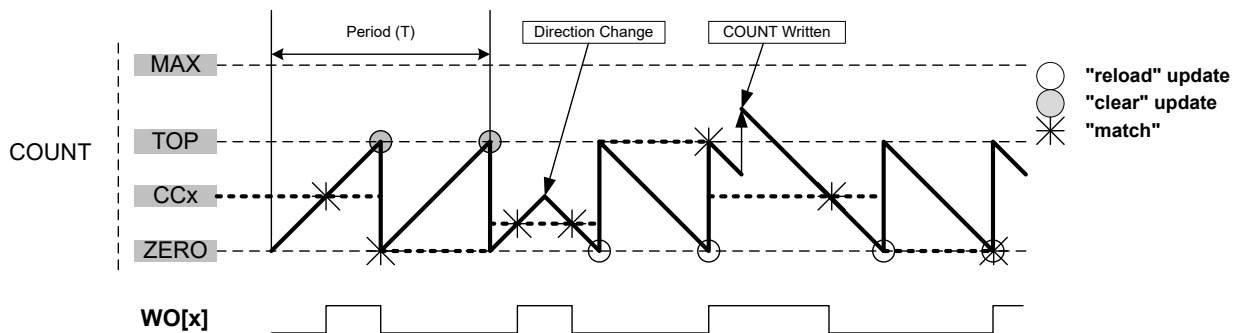 Period (T)
Direction Change
COUNT Written
MAX
"reload" update
"clear" update
TOP
"match"
COUNT
CCx
ZERO
WO[x]